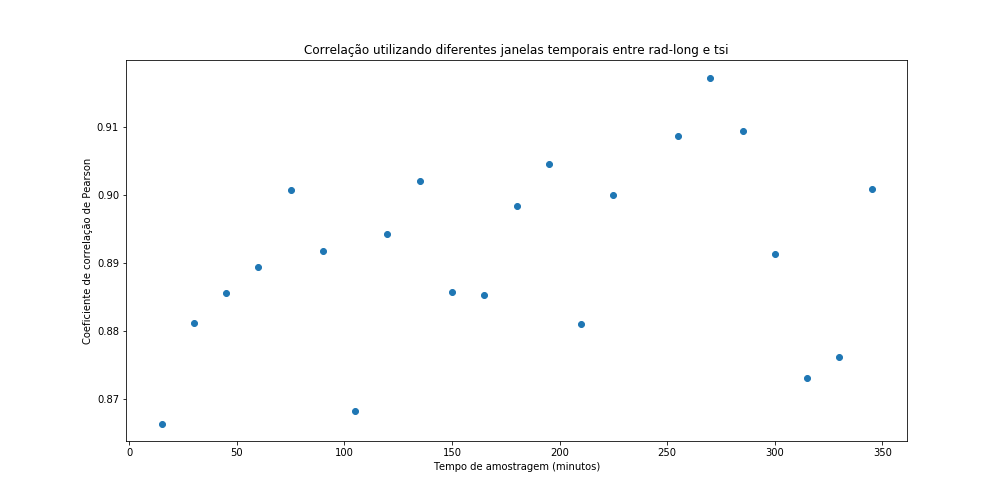 Correlação utilizando diferentes janelas temporais entre rad-long e tsi
Coeficiente de correlação de Pearson
0.91
0.90
0.89
0.88
0.87
0 50 100 150 200 250 300 350
Tempo de amostragem (minutos)